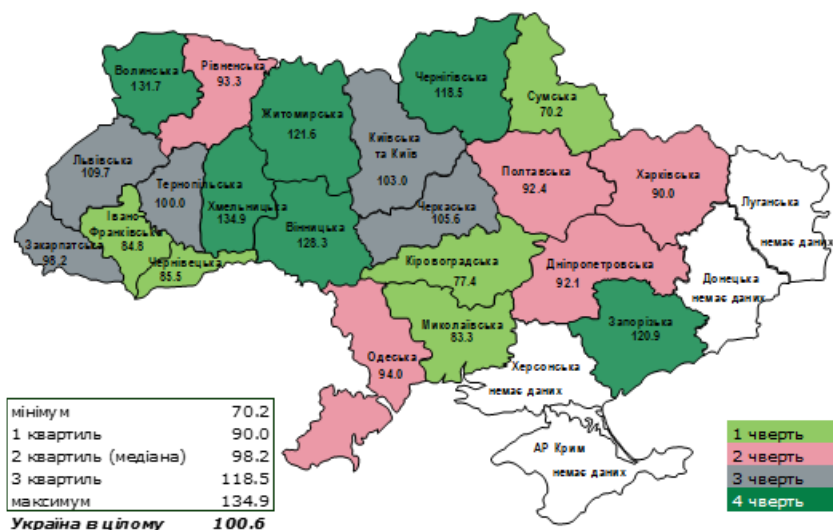 Волинська
131.7
Рівненська
93.3
Житомирська
121.6
Київська
та Київ
103.0
Чернігівська
118.5
Сумська
70.2
Львівська
109.7
Тернопільська
100.0
Хмельницька
134.9
Вінницька
128.3
Черкаська
105.6
Полтавська
92.4
Харківська
90.0
Луганська
немає даних
Івано
Франківська
84.8
Закарпатська
98.2
Чернівецька
85.5
Кіровоградська
77.4
Дніпропетровська
92.1
Донецька
немає даних
Миколаївська
83.3
Запорізька
120.9
Одеська
94.0
Херсонська
немає даних
АР Крим
немає даних
мінімум 70.2
1 квартиль 90.0
2 квартиль (медіана) 98.2
3 квартиль 118.5
максимум 134.9
Україна в цілому 100.6
1 чверть
2 чверть
3 чверть
4 чверть